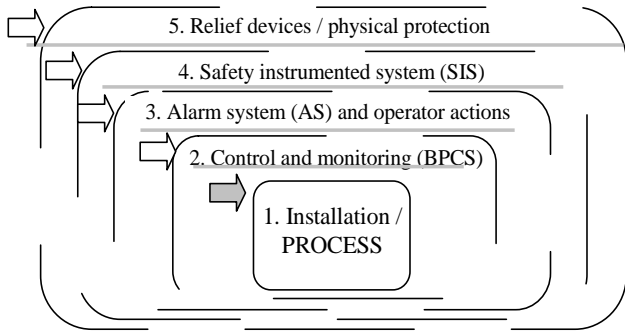 5. Relief devices / physical protection
4. Safety instrumented system (SIS)
3. Alarm system (AS) and operator actions
2. Control and monitoring (BPCS)
1. Installation /
PROCESS